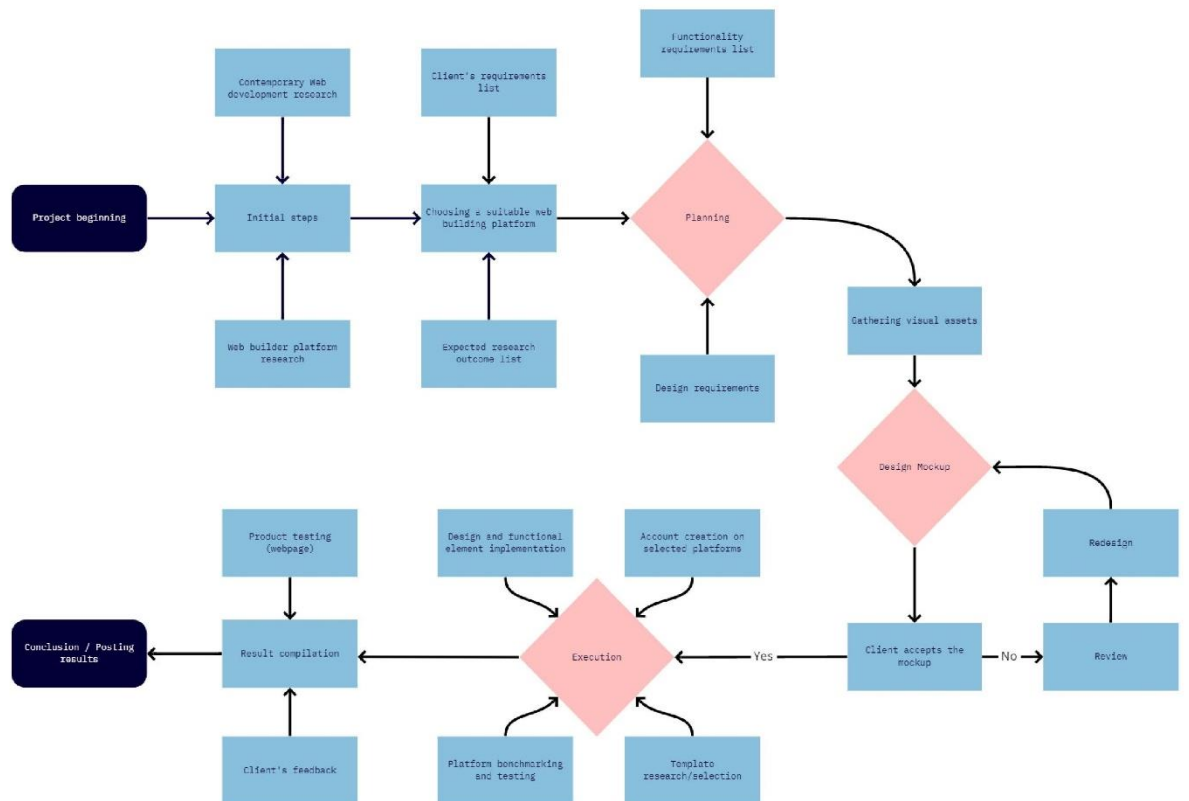 Functionality
requirements list
Contemporary Web
development research
Client's requirements
list
Project beginning
Initial steps
Choosing a suitable web
building platform
Planning
Gathering visual assets
Web builder platform
research
Expected research
outcome list
Design requirements
Design Mockup
Product testing
(webpage)
Design and functional
element implementation
Account creation on
selected platforms
Redesign
Conclusion / Posting
results
Result compilation
Execution
Yes
Client accepts the
mockup
No
Review
Client's feedback
Platform benchmarking
and testing
Template
research/selection